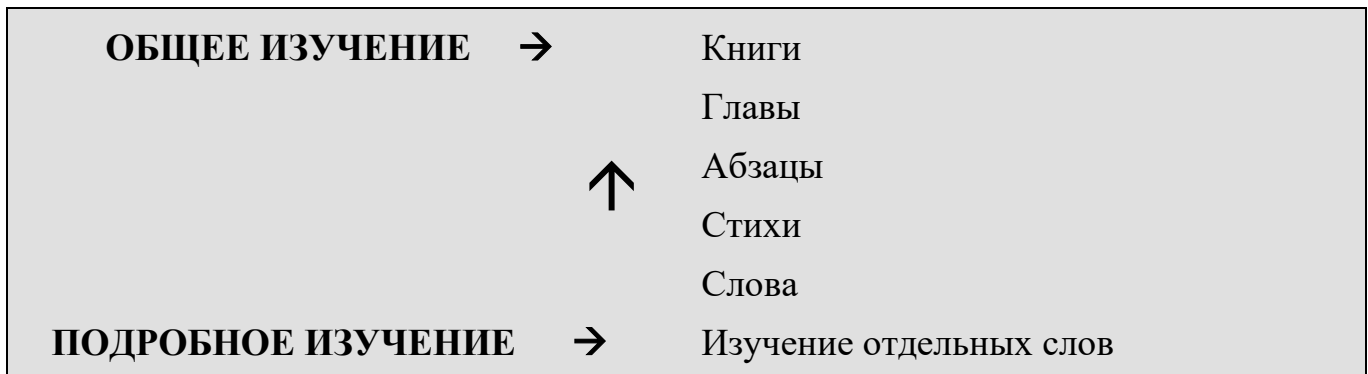 ОБЩЕЕ ИЗУЧЕНИЕ → Книги
Главы
↑ Абзацы
Стихи
Слова
ПОДРОБНОЕ ИЗУЧЕНИЕ → Изучение отдельных слов